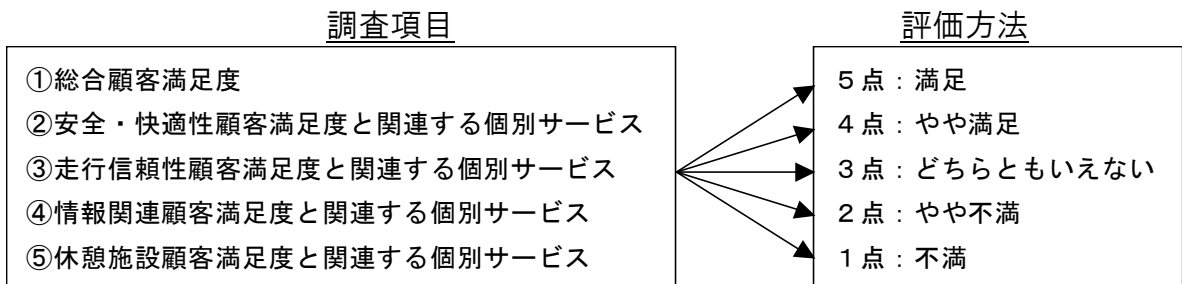 調査項目
①総合顧客満足度
②安全・快適性顧客満足度と関連する個別サービス
③走行信頼性顧客満足度と関連する個別サービス
④情報関連顧客満足度と関連する個別サービス
⑤休憩施設顧客満足度と関連する個別サービス
評価方法
5点：満足
4点：やや満足
3点：どちらともいえない
2点：やや不満
1点：不満